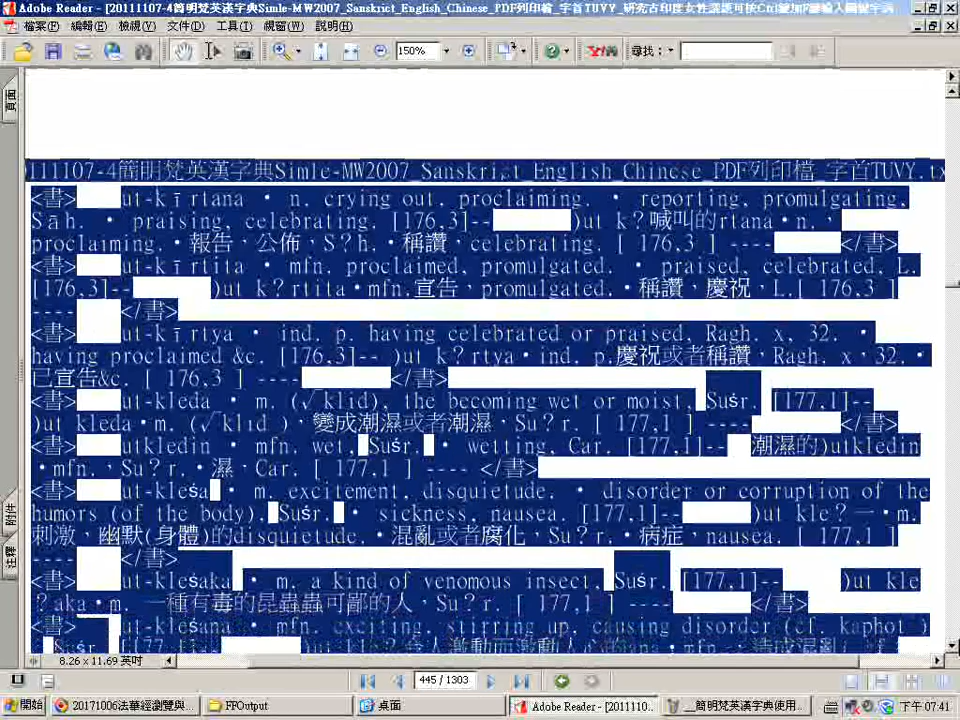 Adobe Reader - [20111107-4簡明梵英漢字典Simle-MW2007_Sanskrict_English_Chinese_PDF列印檔_字首TUVY_研究古印度女性
檔案(F) 編輯(E) 檢視(V) 文件(D) 工具(T) 視窗(W) 說明(H)
150% 尋找:
頁面
111107-4簡明梵英漢字典Simle-MW2007_Sanskrict_English_Chinese_PDF列印檔_字首TUVY.tx
<書> ut-kīrtana • n. crying out, proclaiming. • reporting, promulgating,
Sāh. • praising, celebrating. [176,3]-- )ut k?喊叫的rtana•n.,
proclaiming.•報告，公佈，S?h.•稱讚，celebrating. [ 176,3 ] ---- </書>
<書> ut-kīrtita • mfn. proclaimed, promulgated. • praised, celebrated, L.
[176,3]-- )ut k?rtita•mfn.宣告，promulgated.•稱讚，慶祝，L.[ 176,3 ]
---- </書>
<書> ut-kīrtya • ind. p. having celebrated or praised, Ragh. x, 32. •
having proclaimed &c. [176,3]-- )ut k?rtya•ind. p.慶祝或者稱讚，Ragh. x，32.•
已宣告&c. [ 176,3 ] ---- </書>
<書> ut-kleda • m. (√klid), the becoming wet or moist, Suśr. [177,1]--
)ut kleda•m.(√klid )，變成潮濕或者潮濕，Su?r. [ 177,1 ] ---- </書>
<書> utkledin • mfn. wet, Suśr. • wetting, Car. [177,1]-- 潮濕的)utkledin
•mfn.，Su?r.•濕，Car. [ 177,1 ] ---- </書>
<書> ut-kleśa • m. excitement, disquietude. • disorder or corruption of the
humors (of the body), Suśr. • sickness, nausea. [177,1]-- )ut kle?一•m.
刺激，幽默(身體)的disquietude.•混亂或者腐化，Su?r.•病症，nausea. [ 177,1 ]
---- </書>
<書> ut-kleśaka • m. a kind of venomous insect, Suśr. [177,1]-- )ut kle
?aka•m. 一種有毒的昆蟲蟲可鄙的人，Su?r. [ 177,1 ] ---- </書>
<書> ut-kleśana • mfn. exciting, stirring up, causing disorder (cf. kaphot )
附件
注釋
8.26 x 11.69 英吋
445 / 1303
開始 20171006法華經瀏覽與... FFOutput 桌面 Adobe Reader - [2011110... __簡明梵英字典使用... 下午 07:41